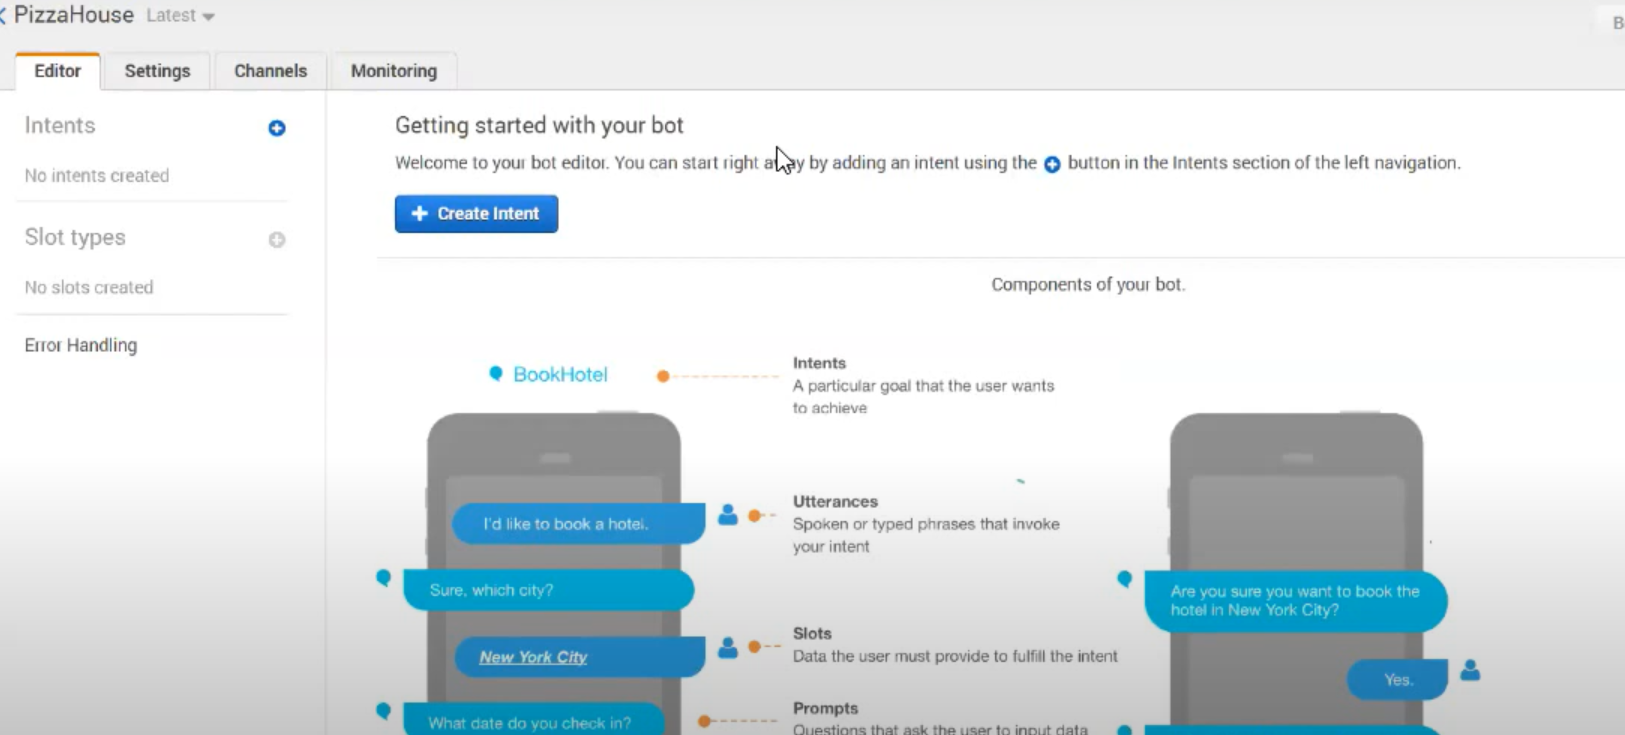 PizzaHouse Latest
Editor Settings Channels Monitoring
Intents
No intents created
Slot types
No slots created
Error Handling
Getting started with your bot
Welcome to your bot editor. You can start right away by adding an intent using the button in the Intents section of the left navigation.
+ Create Intent
Components of your bot.
BookHotel
Intents
A particular goal that the user wants
to achieve
I'd like to book a hotel.
Utterances
Spoken or typed phrases that invoke
your intent
Sure, which city?
New York City
Slots
Data the user must provide to fulfill the intent
What date do you check in?
Prompts
Questions that ask the user to input data
Are you sure you want to book the
hotel in New York City?
Yes.